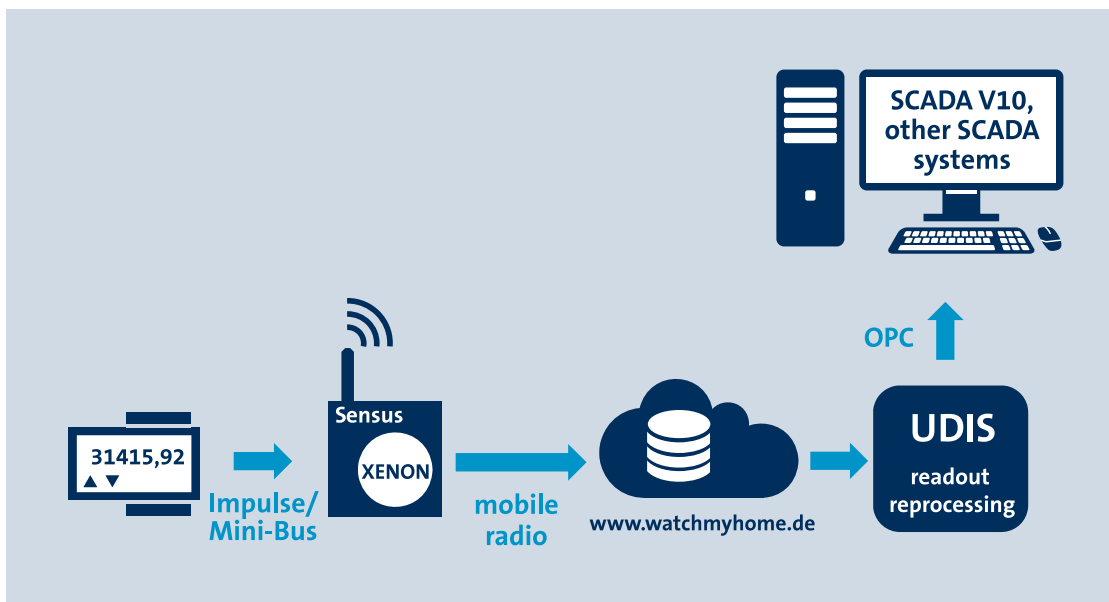 SCADA V10,
other SCADA
systems
OPC
31415,92
Impulse/
Mini-Bus
Sensus
XENON
mobile
radio
www.watchmyhome.de
UDIS
readout
reprocessing